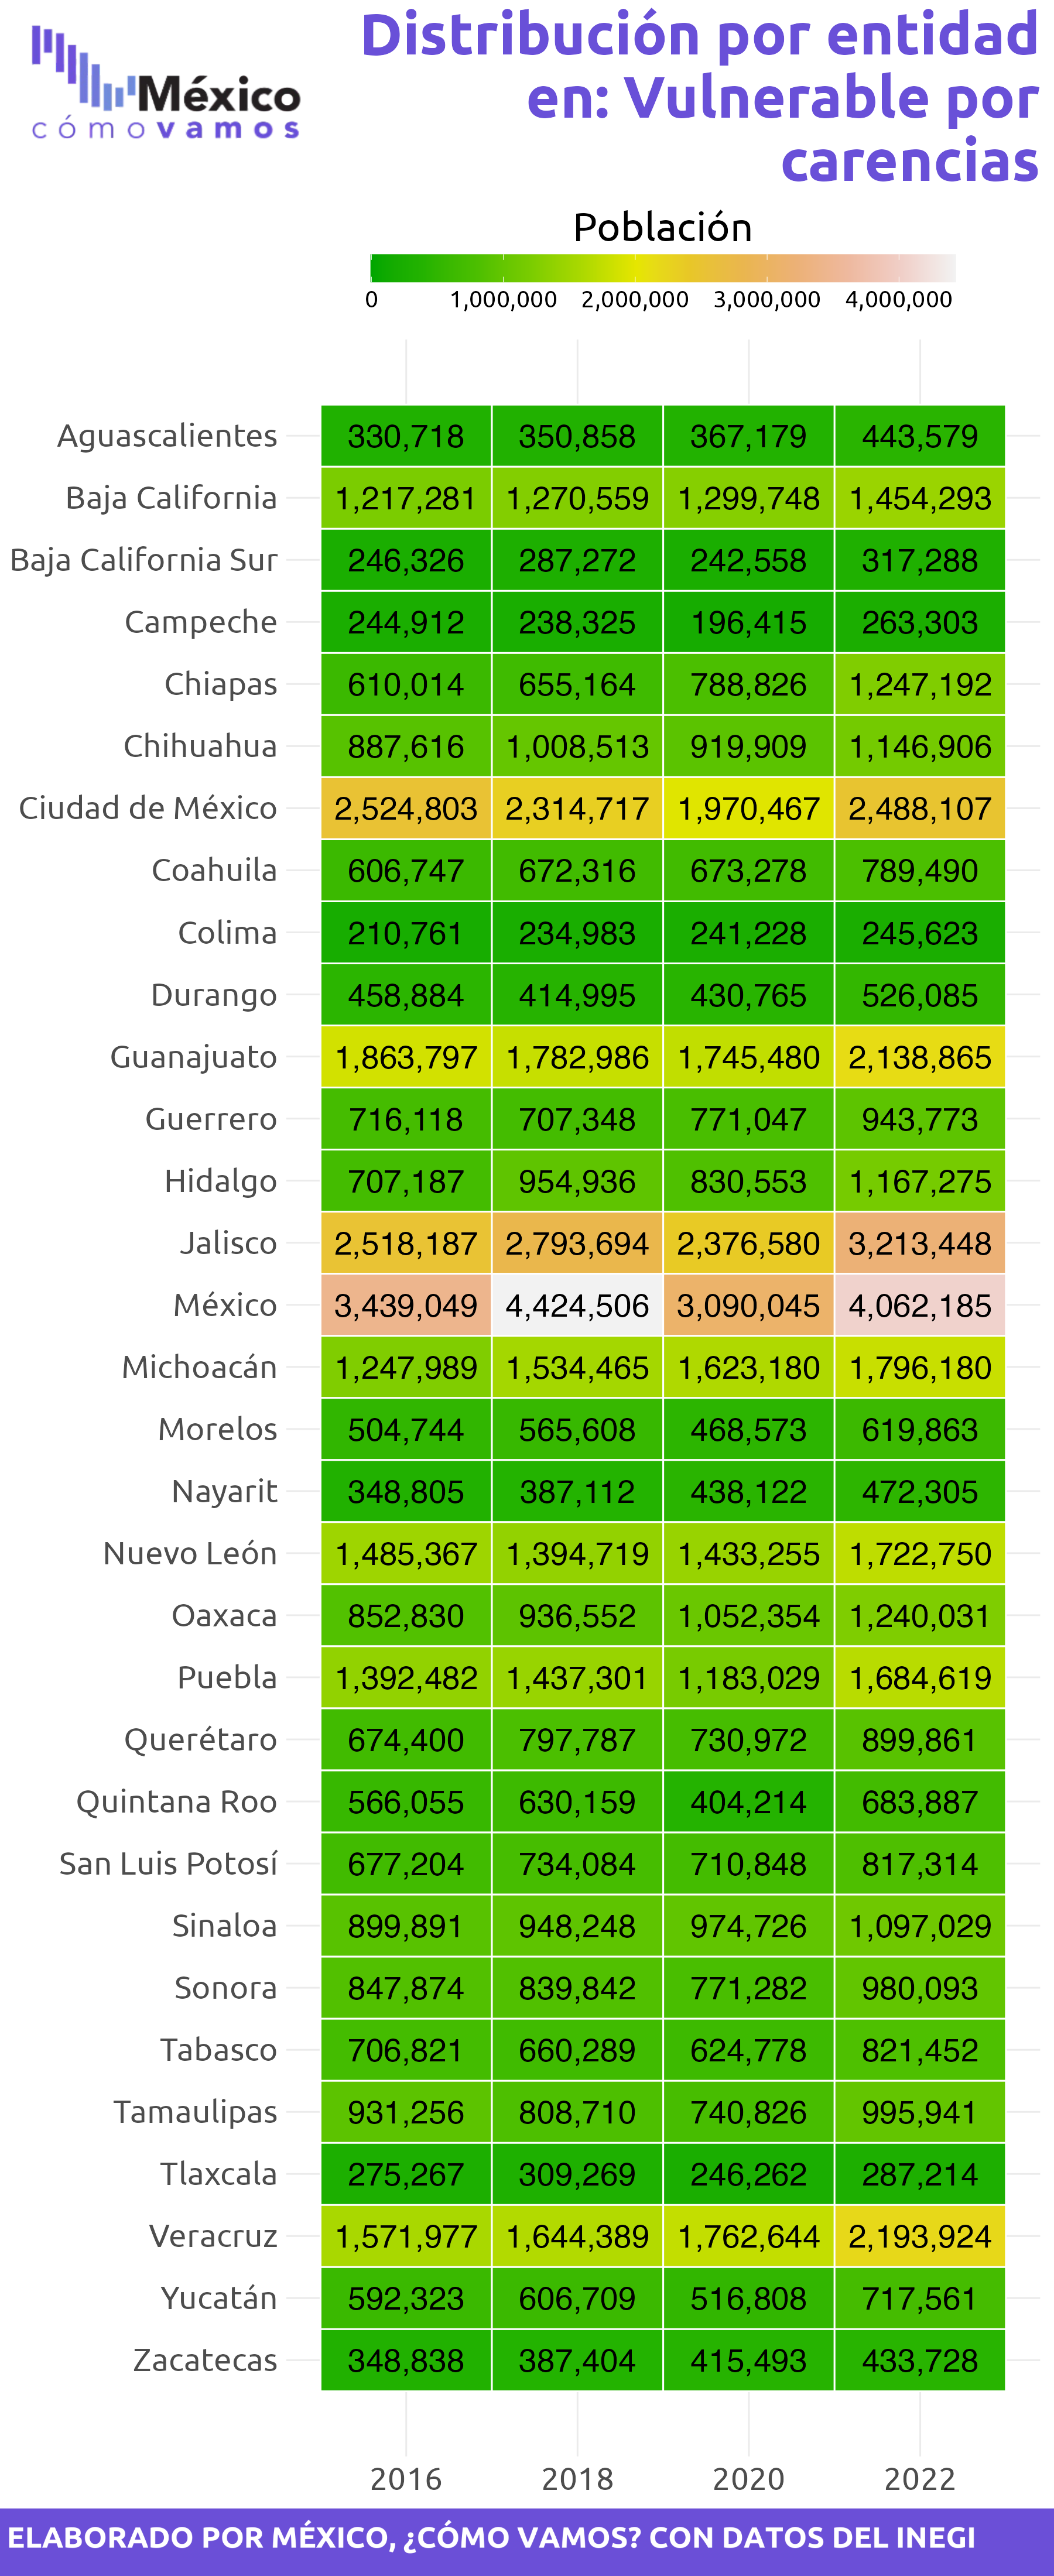 México
cómovamos
Distribución por entidad
en: Vulnerable por
carencias
Población
0 1,000,000 2,000,000 3,000,000 4,000,000
Aguascalientes 330,718 350,858 367,179 443,579
Baja California 1,217,281 1,270,559 1,299,748 1,454,293
Baja California Sur 246,326 287,272 242,558 317,288
Campeche 244,912 238,325 196,415 263,303
Chiapas 610,014 655,164 788,826 1,247,192
Chihuahua 887,616 1,008,513 919,909 1,146,906
Ciudad de México 2,524,803 2,314,717 1,970,467 2,488,107
Coahuila 606,747 672,316 673,278 789,490
Colima 210,761 234,983 241,228 245,623
Durango 458,884 414,995 430,765 526,085
Guanajuato 1,863,797 1,782,986 1,745,480 2,138,865
Guerrero 716,118 707,348 771,047 943,773
Hidalgo 707,187 954,936 830,553 1,167,275
Jalisco 2,518,187 2,793,694 2,376,580 3,213,448
México 3,439,049 4,424,506 3,090,045 4,062,185
Michoacán 1,247,989 1,534,465 1,623,180 1,796,180
Morelos 504,744 565,608 468,573 619,863
Nayarit 348,805 387,112 438,122 472,305
Nuevo León 1,485,367 1,394,719 1,433,255 1,722,750
Oaxaca 852,830 936,552 1,052,354 1,240,031
Puebla 1,392,482 1,437,301 1,183,029 1,684,619
Querétaro 674,400 797,787 730,972 899,861
Quintana Roo 566,055 630,159 404,214 683,887
San Luis Potosí 677,204 734,084 710,848 817,314
Sinaloa 899,891 948,248 974,726 1,097,029
Sonora 847,874 839,842 771,282 980,093
Tabasco 706,821 660,289 624,778 821,452
Tamaulipas 931,256 808,710 740,826 995,941
Tlaxcala 275,267 309,269 246,262 287,214
Veracruz 1,571,977 1,644,389 1,762,644 2,193,924
Yucatán 592,323 606,709 516,808 717,561
Zacatecas 348,838 387,404 415,493 433,728
2016 2018 2020 2022
ELABORADO POR MÉXICO, ¿CÓMO VAMOS? CON DATOS DEL INEGI